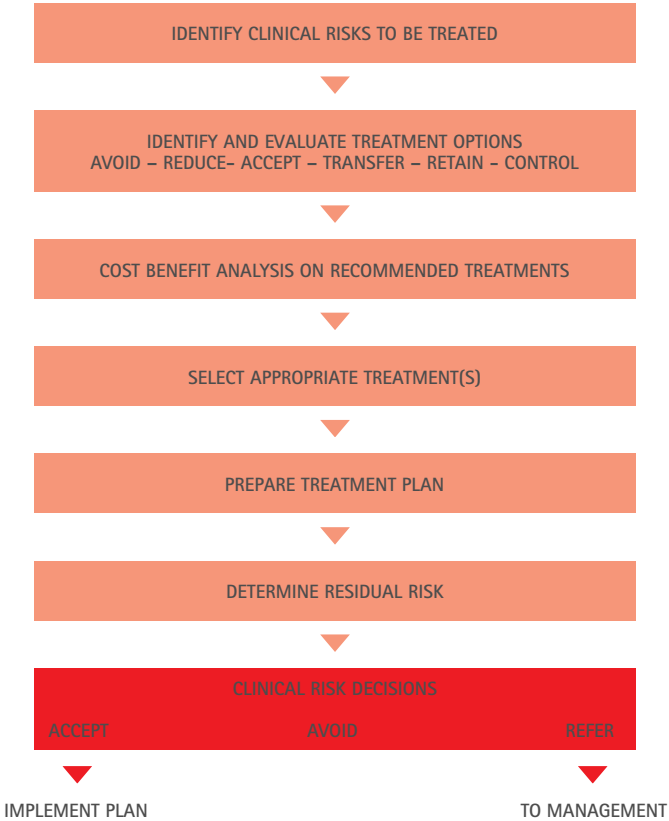 IDENTIFY CLINICAL RISKS TO BE TREATED
IDENTIFY AND EVALUATE TREATMENT OPTIONS
AVOID – REDUCE- ACCEPT – TRANSFER – RETAIN - CONTROL
COST BENEFIT ANALYSIS ON RECOMMENDED TREATMENTS
SELECT APPROPRIATE TREATMENT(S)
PREPARE TREATMENT PLAN
DETERMINE RESIDUAL RISK
CLINICAL RISK DECISIONS
ACCEPT AVOID REFER
IMPLEMENT PLAN TO MANAGEMENT